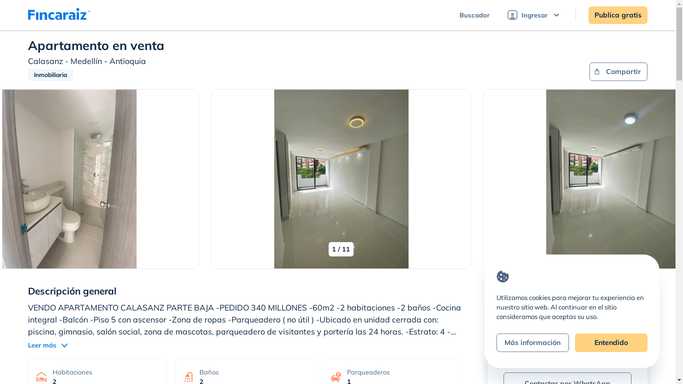 Fincaraiz
Buscador
Ingresar
Publica gratis
Apartamento en venta
Calasanz - Medellín - Antioquia
Inmobiliaria
Compartir
1 / 11
Descripción general
VENDO APARTAMENTO CALASANZ PARTE BAJA -PEDIDO 340 MILLONES -60m2 -2 habitaciones -2 baños -Cocina
integral -Balcón -Piso 5 con ascensor -Zona de ropas -Parqueadera ( no útil ) -Ubicado en unidad cerrada con:
piscina, gimnasio, salón social, zona de mascotas, parqueadero de visitantes y portería las 24 horas. -Estrato: 4 -...
Leer más
Habitaciones
2
Baños
2
Parqueaderos
1
Utilizamos cookies para mejorar tu experiencia en
nuestro sitio web. Al continuar en el sitio
consideramos que aceptas su uso.
Más información
Entendido
Contactar por WhatsApp